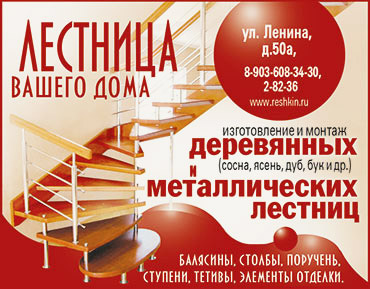 ЛЕСТНИЦА
ВАШЕГО ДОМА
ул. Ленина,
д.50а,
8-903-608-34-30,
2-82-36
www.reshkin.ru
изготовление и монтаж
деревянных
(сосна, ясень, дуб, бук и др.)
и
металлических
лестниц
БАЛЯСИНЫ, СТОЛБЫ, ПОРУЧЕНЬ,
СТУПЕНИ, ТЕТИВЫ, ЭЛЕМЕНТЫ ОТДЕЛКИ.